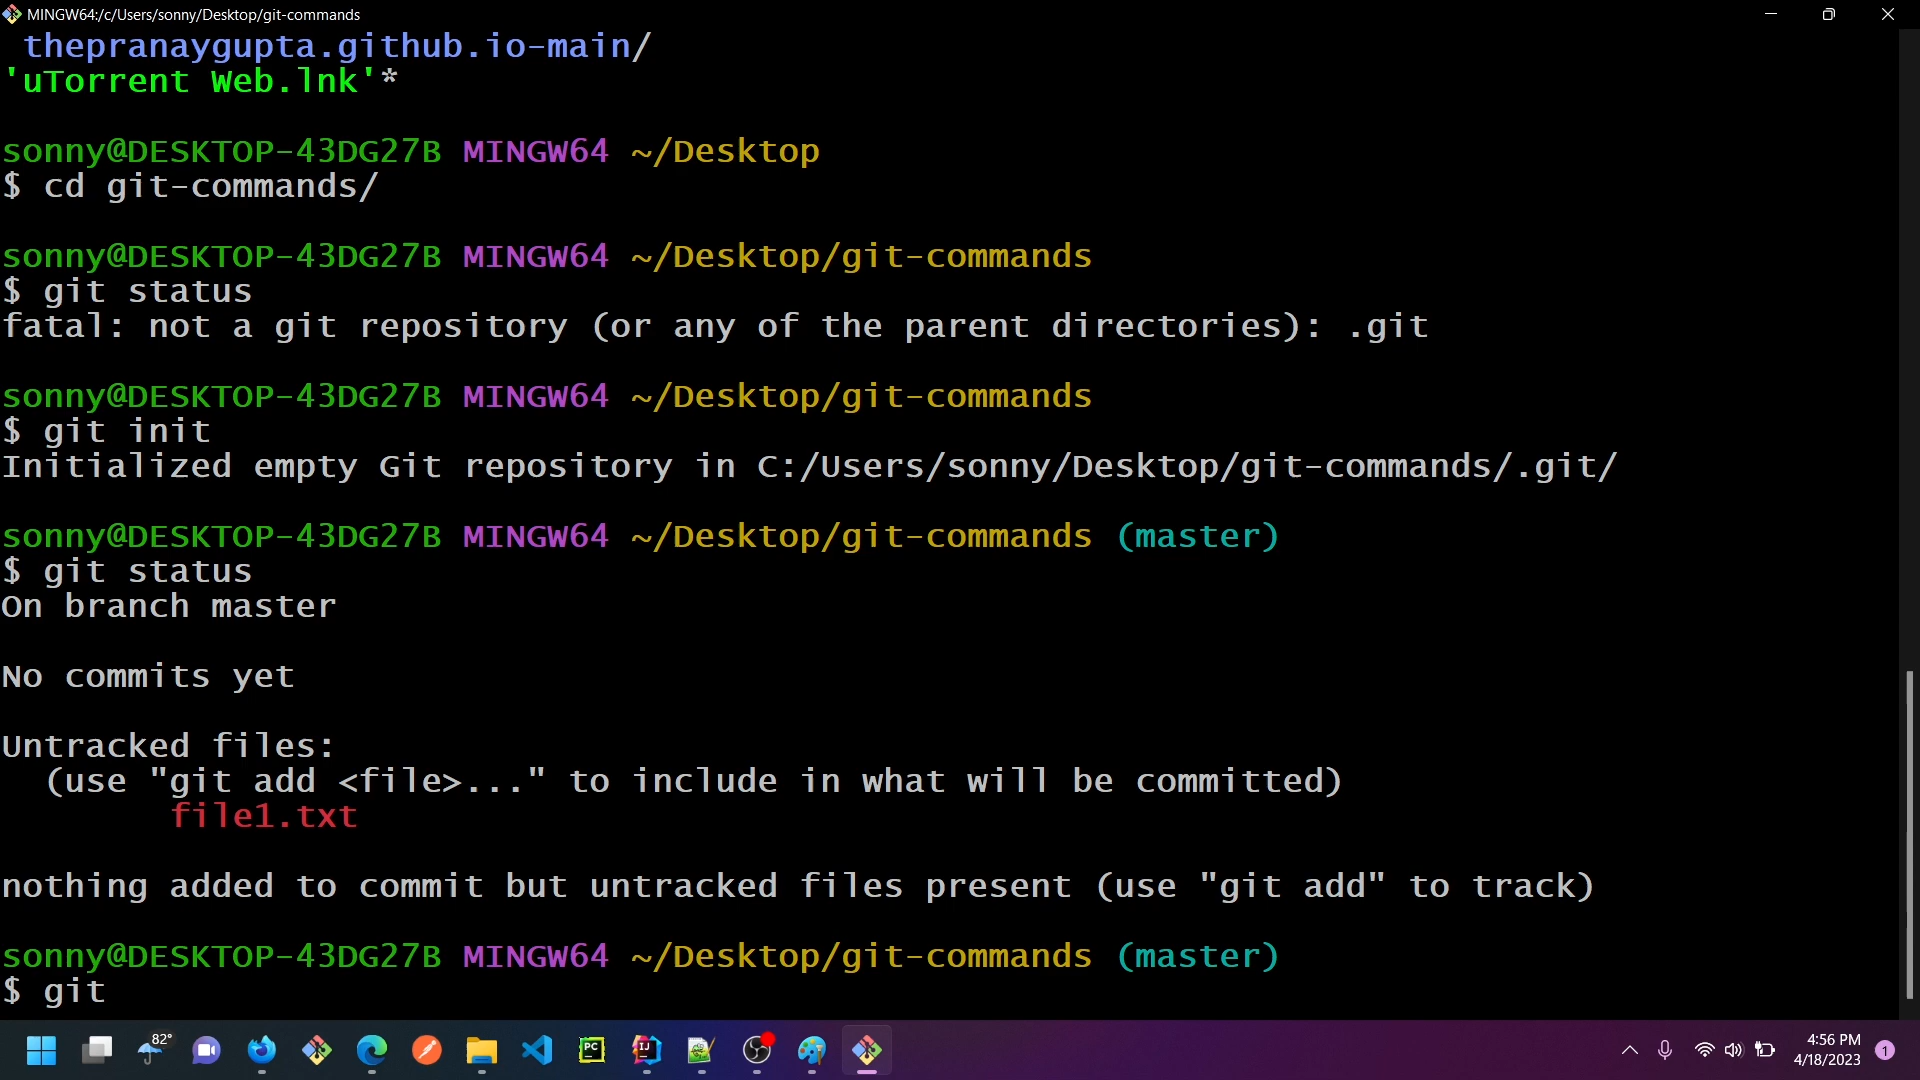 MINGW64:/c/Users/sonny/Desktop/git-commands
thepranaygupta.github.io-main/
'uTorrent Web.lnk'*
sonny@DESKTOP-43DG27B MINGW64 ~/Desktop
$ cd git-commands/
sonny@DESKTOP-43DG27B MINGW64 ~/Desktop/git-commands
$ git status
fatal: not a git repository (or any of the parent directories): .git
sonny@DESKTOP-43DG27B MINGW64 ~/Desktop/git-commands
$ git init
Initialized empty Git repository in C:/Users/sonny/Desktop/git-commands/.git/
sonny@DESKTOP-43DG27B MINGW64 ~/Desktop/git-commands (master)
$ git status
On branch master
No commits yet
Untracked files:
(use "git add <file>..." to include in what will be committed)
file1.txt
nothing added to commit but untracked files present (use "git add" to track)
sonny@DESKTOP-43DG27B MINGW64 ~/Desktop/git-commands (master)
$ git
82°
PC
IJ
4:56 PM
4/18/2023
1